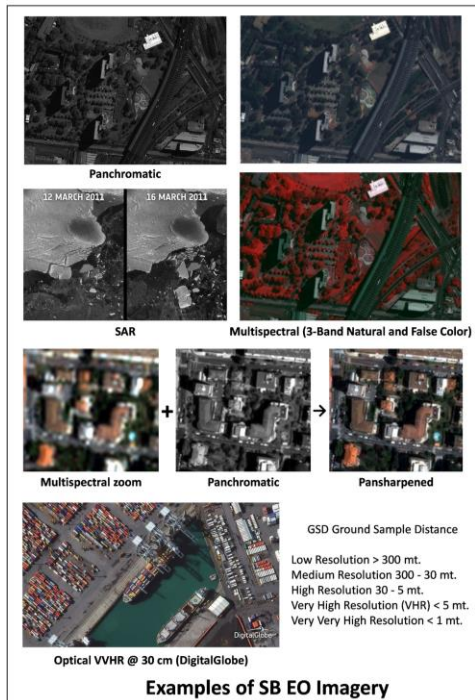 Panchromatic
12 MARCH 2011
16 MARCH 2011
SAR
Multispectral (3-Band Natural and False Color)
+
→
Multispectral zoom
Panchromatic
Pansharpened
GSD Ground Sample Distance
Low Resolution > 300 mt.
Medium Resolution 300 - 30 mt.
High Resolution 30 - 5 mt.
Very High Resolution (VHR) < 5 mt.
Very Very High Resolution < 1 mt.
DigitalGlobe
Optical VVHR @ 30 cm (DigitalGlobe)
Examples of SB EO Imagery